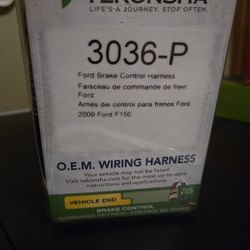 TEKONSHA
LIFE'S A JOURNEY. STOP OFTEN.
3036-P
Ford Brake Control Harness
Faisceau de commande de frein
Ford
Arnés del control para frenos Ford
2009 Ford F150
O.E.M. WIRING HARNESS
Your vehicle may not be listed.
Visit tekonsha.com for the most up-to-date
instructions and applications.
VEHICLE END
BRAKE CONTROL